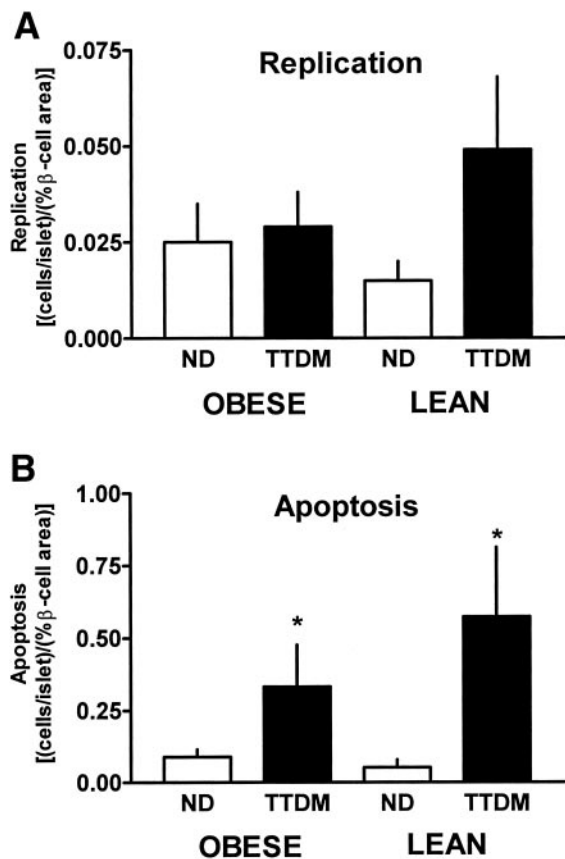 A
Replication
0.075
0.050
0.025
0.000
Replication
[(cells/islet)/(%β-cell area)]
ND TTDM ND TTDM
OBESE LEAN
B
Apoptosis
1.00
0.75
0.50
0.25
0.00
Apoptosis
[(cells/islet)/(%β-cell area)]
* *
ND TTDM ND TTDM
OBESE LEAN